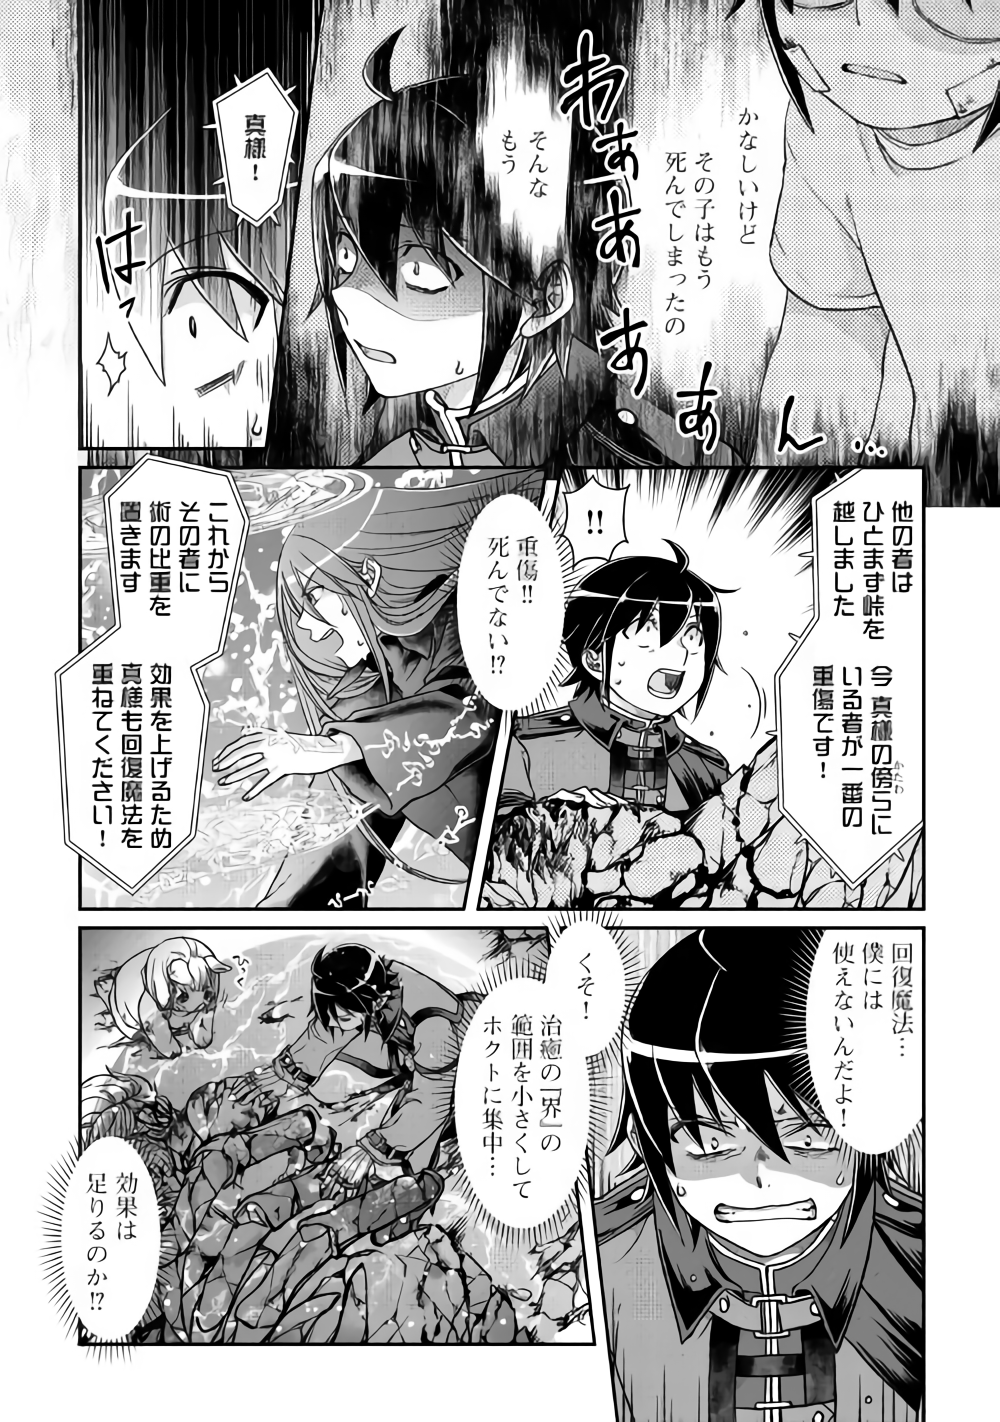 かなしいけど
その子はもう
死んでしまったの
わぁぁあああん…
そんな
もう
真様!
はっ
他の者は
ひとまず峠を
越しました
今 真様の傍らに
かたわ
いる者が一番の
重傷です!
!!
重傷!!
死んでない!?
これから
その者に
術の比重を
置きます
効果を上げるため
真様も回復魔法を
重ねてください!
回復魔法…
僕には
使えないんだよ!
くそ!
治癒の『界』の
範囲を小さくして
ホクトに集中…
ひっく
効果は
足りるのか!?